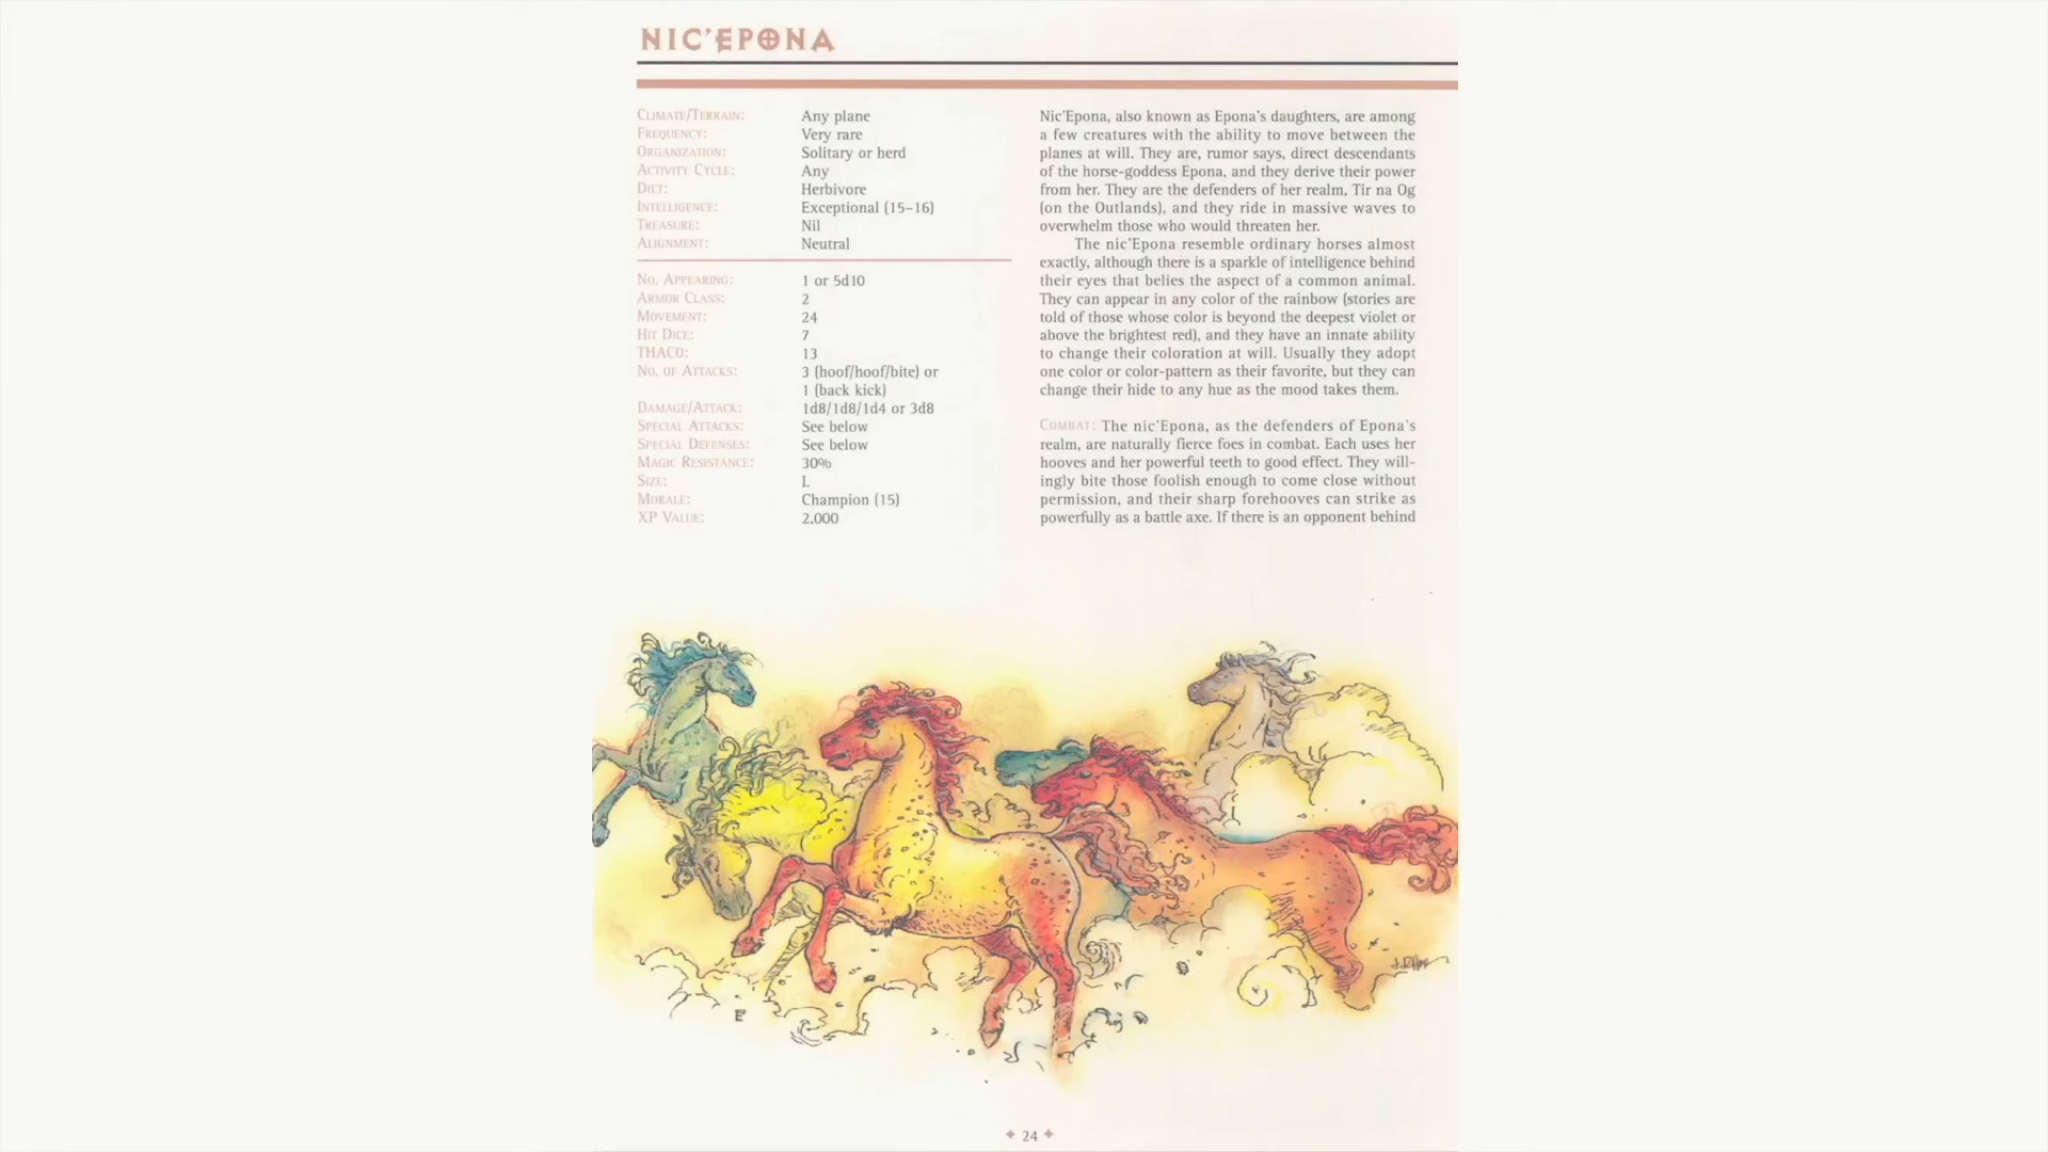 NIC'EPONA
CLIMATE/TERRAIN: Any plane
FREQUENCY: Very rare
ORGANIZATION: Solitary or herd
ACTIVITY CYCLE: Any
DIET: Herbivore
INTELLIGENCE: Exceptional (15–16)
TREASURE: Nil
ALIGNMENT: Neutral
NO. APPEARING: 1 or 5d10
ARMOR CLASS: 2
MOVEMENT: 24
HIT DICE: 7
THAC0: 13
NO. OF ATTACKS: 3 (hoof/hoof/bite) or
1 (back kick)
DAMAGE/ATTACK: 1d8/1d8/1d4 or 3d8
SPECIAL ATTACKS: See below
SPECIAL DEFENSES: See below
MAGIC RESISTANCE: 30%
SIZE: L
MORALE: Champion (15)
XP VALUE: 2,000
Nic'Epona, also known as Epona's daughters, are among
a few creatures with the ability to move between the
planes at will. They are, rumor says, direct descendants
of the horse-goddess Epona, and they derive their power
from her. They are the defenders of her realm, Tir na Og
(on the Outlands), and they ride in massive waves to
overwhelm those who would threaten her.
The nic'Epona resemble ordinary horses almost
exactly, although there is a sparkle of intelligence behind
their eyes that belies the aspect of a common animal.
They can appear in any color of the rainbow (stories are
told of those whose color is beyond the deepest violet or
above the brightest red), and they have an innate ability
to change their coloration at will. Usually they adopt
one color or color-pattern as their favorite, but they can
change their hide to any hue as the mood takes them.
COMBAT: The nic'Epona, as the defenders of Epona's
realm, are naturally fierce foes in combat. Each uses her
hooves and her powerful teeth to good effect. They will-
ingly bite those foolish enough to come close without
permission, and their sharp forehooves can strike as
powerfully as a battle axe. If there is an opponent behind
24